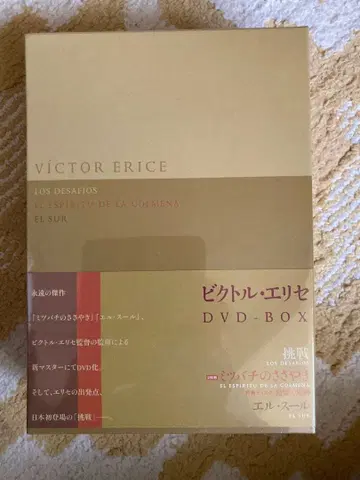 VÍCTOR ERICE
LOS DESAFÍOS
EL ESPÍRITU DE LA COLMENA
EL SUR
永遠の傑作
『ミツバチのささやき』『エル・スール』、
ビクトル・エリセ監督の監修による
新マスターにてDVD化。
そして、エリセの出発点、
日本初登場の「挑戦」──。
ビクトル・エリセ
DVD-BOX
挑戦
LOS DESAFÍOS
ミツバチのささやき
EL ESPÍRITU DE LA COLMENA
エル・スール
EL SUR